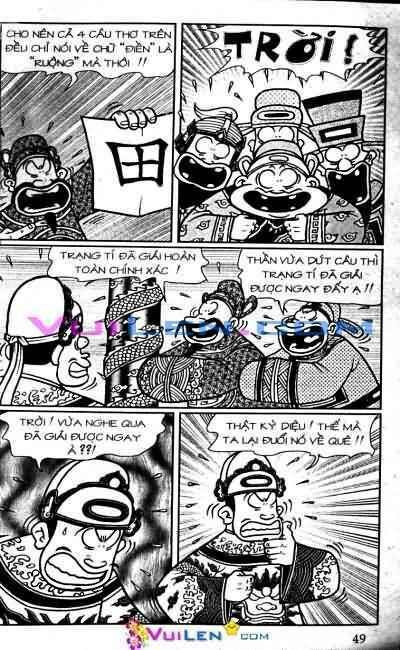 CHO NÊN CẢ 4 CÂU THƠ TRÊN
ĐỀU CHỈ NÓI VỀ CHỮ "ĐIỀN" LÀ
"RUỘNG" MÀ THÔI !
田
TRỜI !
TRẠNG TÍ ĐÃ GIẢI HOÀN
TOÀN CHÍNH XÁC !
THẦN VỪA DỨT CÂU THÌ
TRẠNG TÍ ĐÃ GIẢI
ĐƯỢC NGAY ĐẤY Ạ !!
VUILEN.COM
TRỜI ! VỪA NGHE QUA
ĐÃ GIẢI ĐƯỢC NGAY
À ??!
THẬT KỲ DIỆU ! THẾ MÀ
TA LẠI ĐUỔI NÓ VỀ QUÊ !!
49
VUILEN.COM